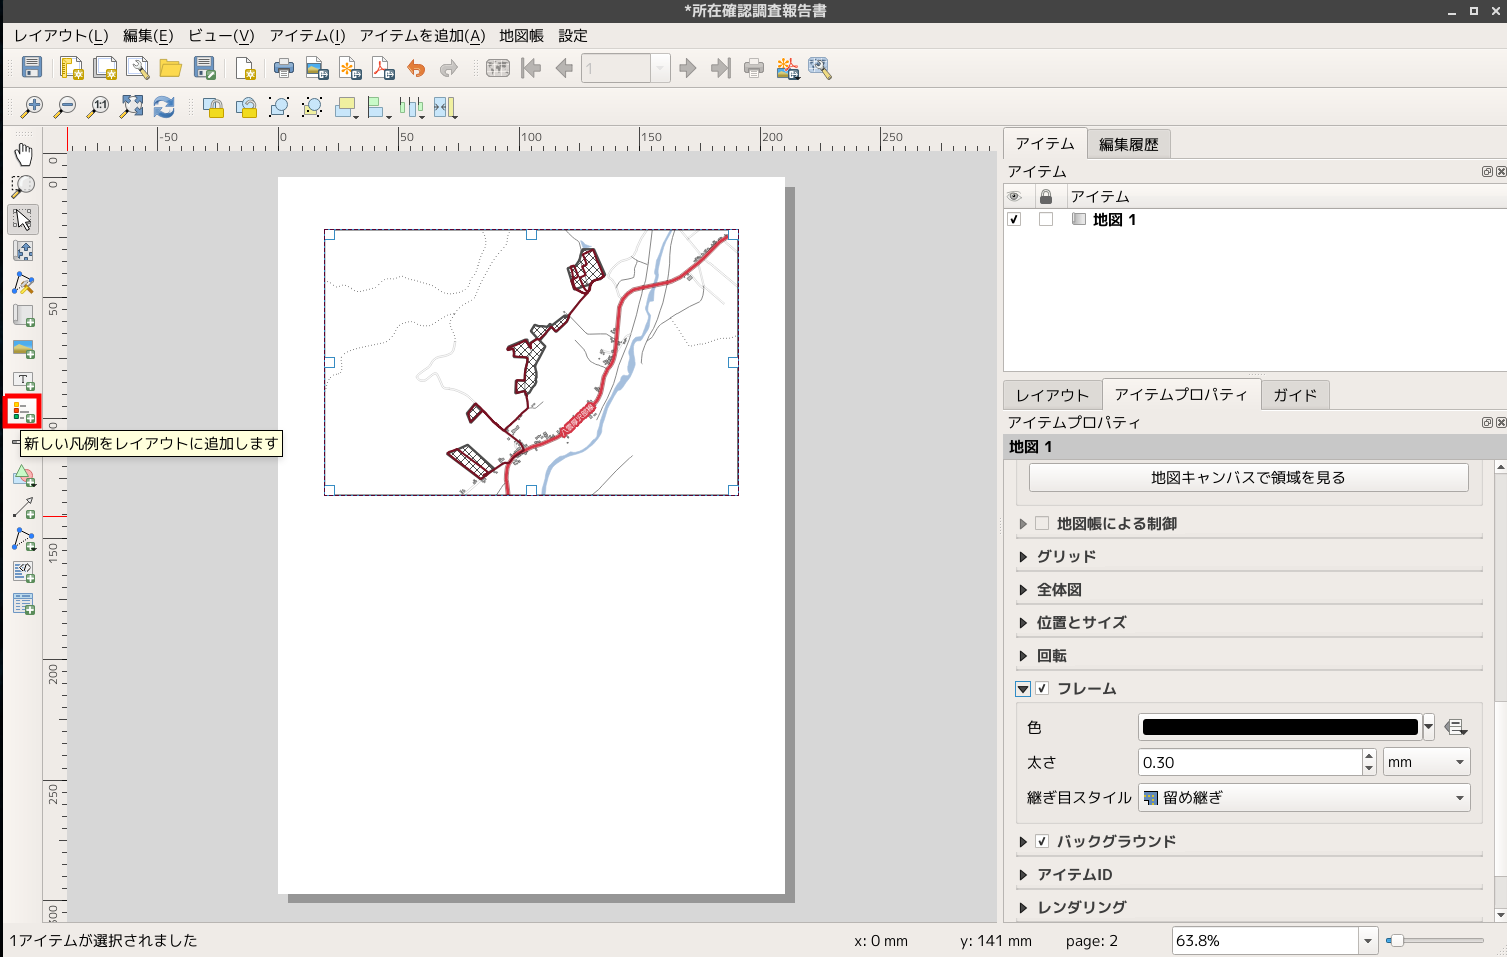 *所在確認調査報告書
レイアウト(L) 編集(E) ビュー(V) アイテム(I) アイテムを追加(A) 地図帳 設定
1
1:1
-50 0 50 100 150 200 250
アイテム 編集履歴
アイテム
アイテム
地図 1
0
0
50
150
200
250
300
T
新しい凡例をレイアウトに追加します
レイアウト アイテムプロパティ ガイド
アイテムプロパティ
地図 1
地図キャンバスで領域を見る
地図帳による制御
グリッド
全体図
位置とサイズ
回転
フレーム
色
太さ 0.30 mm
継ぎ目スタイル 留め継ぎ
バックグラウンド
アイテムID
レンダリング
1アイテムが選択されました x: 0 mm y: 141 mm page: 2 63.8%